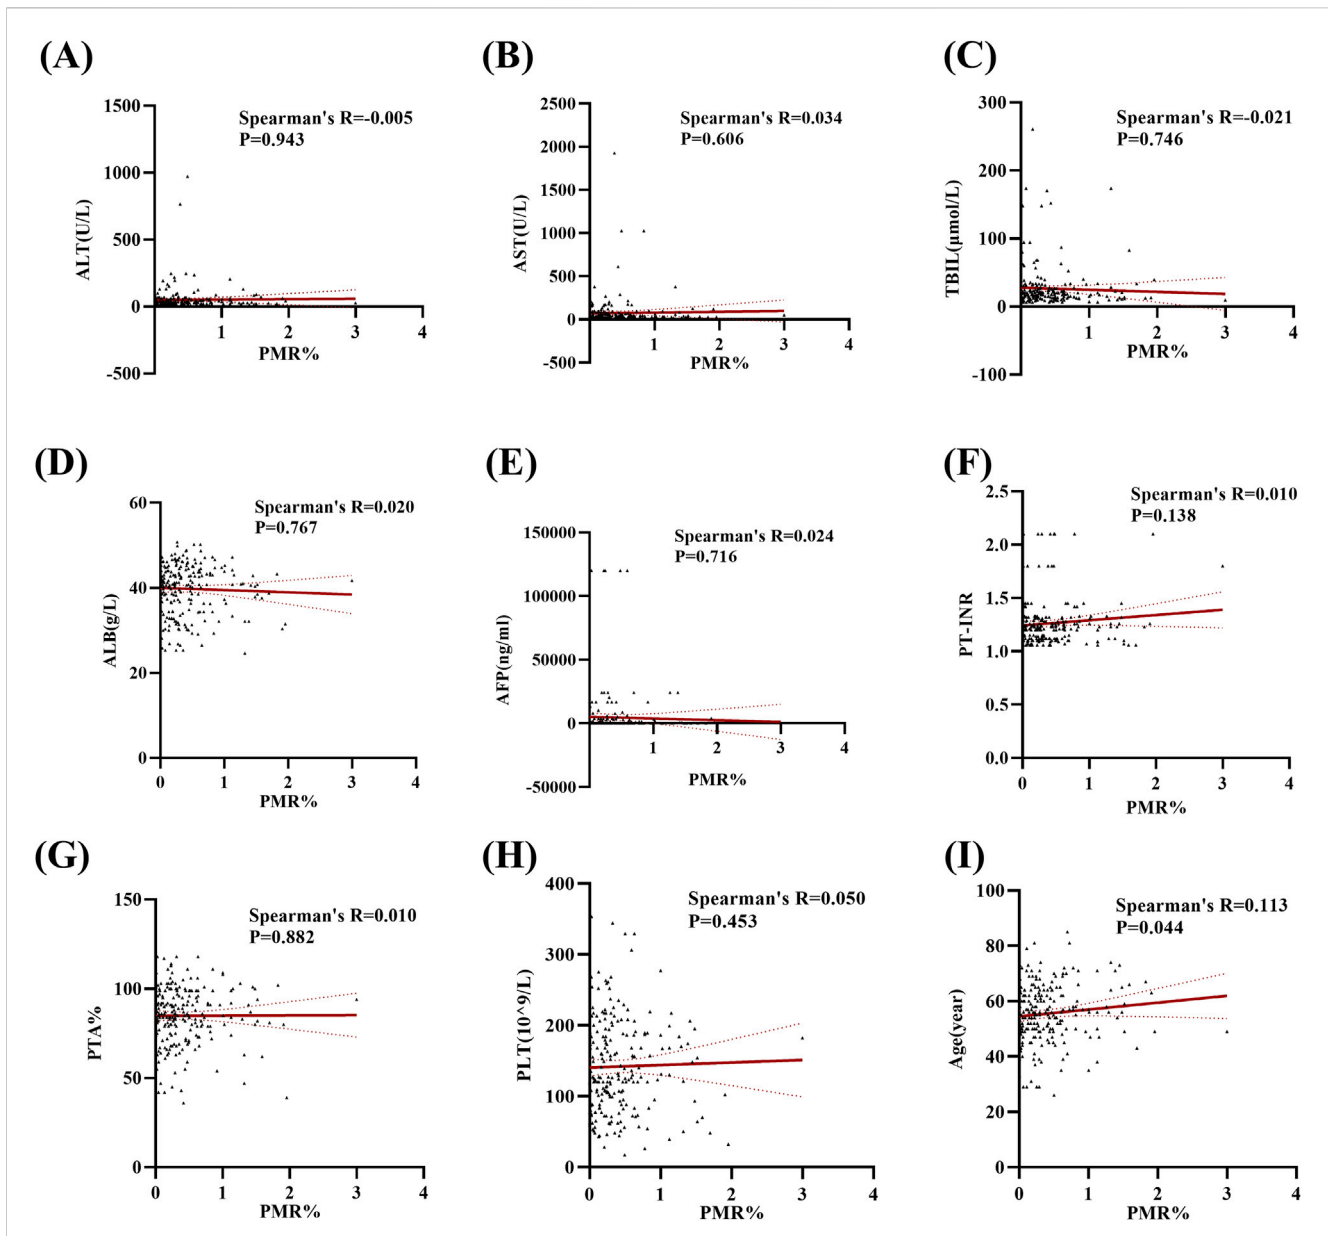 (A)
ALT(U/L)
1500
1000
500
0
-500
Spearman's R=-0.005
P=0.943
1
2
3
4
PMR%
(B)
AST(U/L)
2500
2000
1500
1000
500
0
-500
Spearman's R=0.034
P=0.606
1
2
3
4
PMR%
(C)
TBIL(μmol/L)
300
200
100
0
-100
Spearman's R=-0.021
P=0.746
1
2
3
4
PMR%
(D)
ALB(g/L)
60
40
20
0
Spearman's R=0.020
P=0.767
0
1
2
3
4
PMR%
(E)
AFP(ng/ml)
150000
100000
50000
0
-50000
Spearman's R=0.024
P=0.716
1
2
3
4
PMR%
(F)
PT-INR
2.5
2.0
1.5
1.0
0.5
0.0
Spearman's R=0.010
P=0.138
0
1
2
3
4
PMR%
(G)
PTA%
150
100
50
0
Spearman's R=0.010
P=0.882
0
1
2
3
4
PMR%
(H)
PLT(10^9/L)
400
300
200
100
0
Spearman's R=0.050
P=0.453
0
1
2
3
4
PMR%
(I)
Age(year)
100
80
60
40
20
0
Spearman's R=0.113
P=0.044
0
1
2
3
4
PMR%